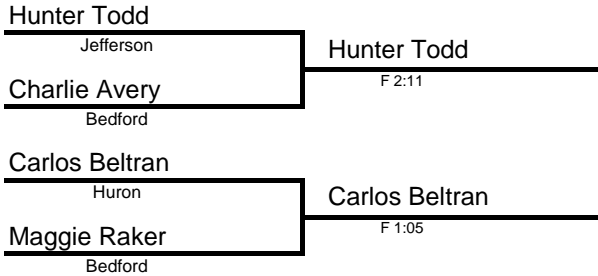 Hunter Todd
Jefferson
Hunter Todd
F 2:11
Charlie Avery
Bedford
Carlos Beltran
Huron
Carlos Beltran
F 1:05
Maggie Raker
Bedford